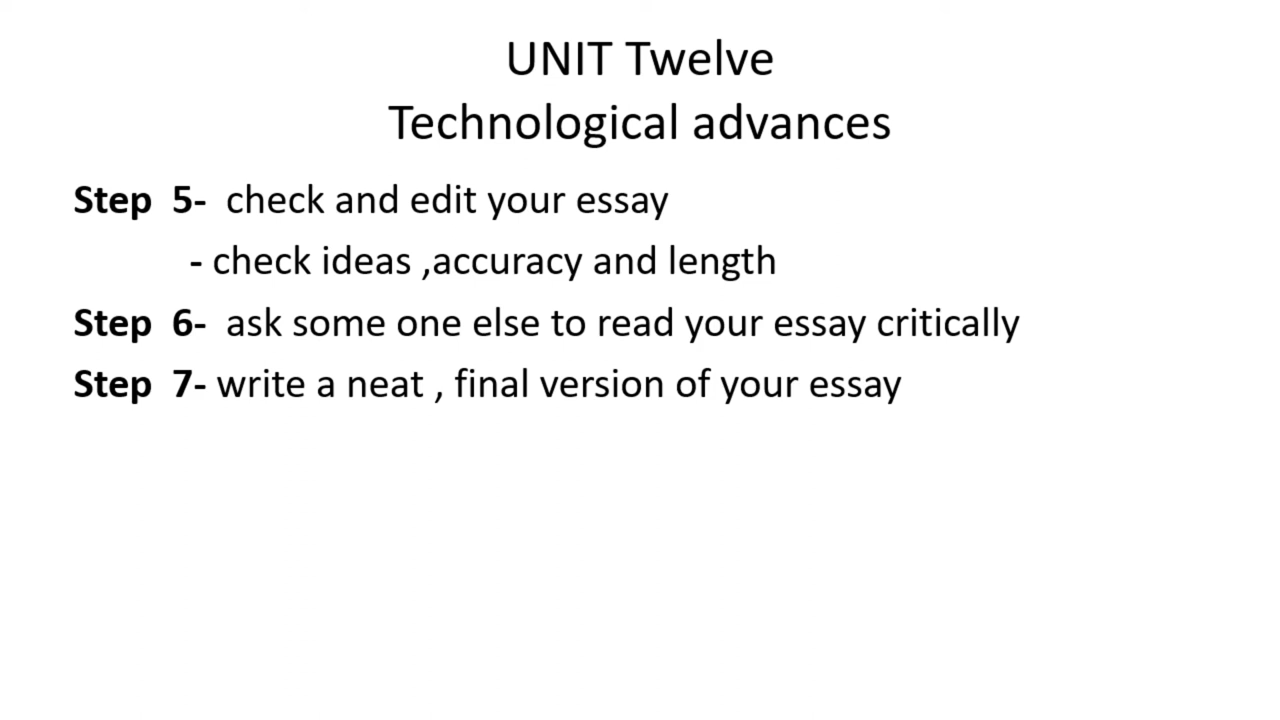 UNIT Twelve
Technological advances
Step 5- check and edit your essay
- check ideas ,accuracy and length
Step 6- ask some one else to read your essay critically
Step 7- write a neat , final version of your essay